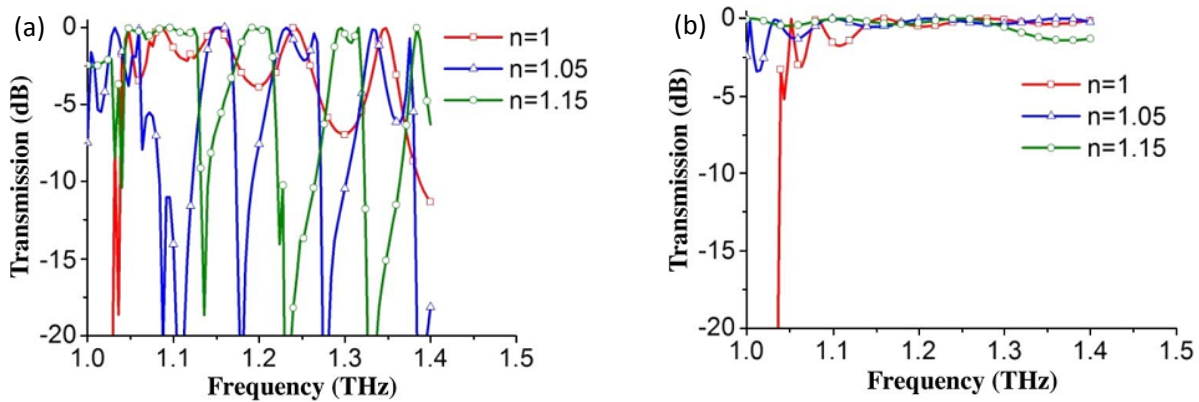 (a)
0
-5
-10
-15
-20
Transmission (dB)
n=1
n=1.05
n=1.15
1.0 1.1 1.2 1.3 1.4 1.5
Frequency (THz)
(b)
0
-5
-10
-15
-20
Transmission (dB)
n=1
n=1.05
n=1.15
1.0 1.1 1.2 1.3 1.4 1.5
Frequency (THz)